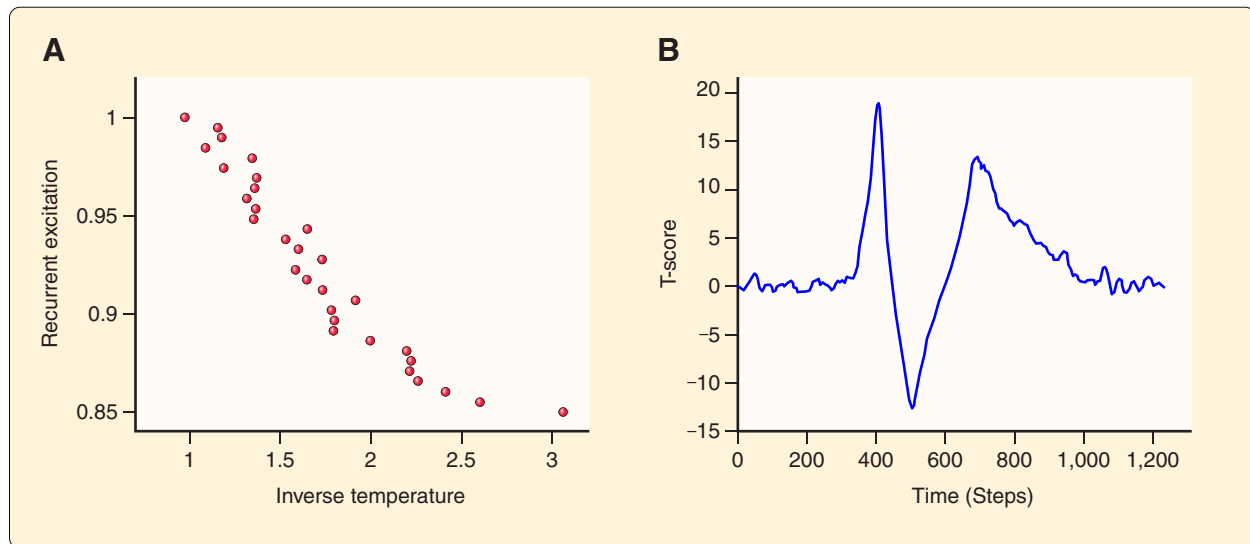 A
B
Recurrent excitation
1
0.95
0.9
0.85
1 1.5 2 2.5 3
Inverse temperature
T-score
20
15
10
5
0
−5
−10
−15
0 200 400 600 800 1,000 1,200
Time (Steps)